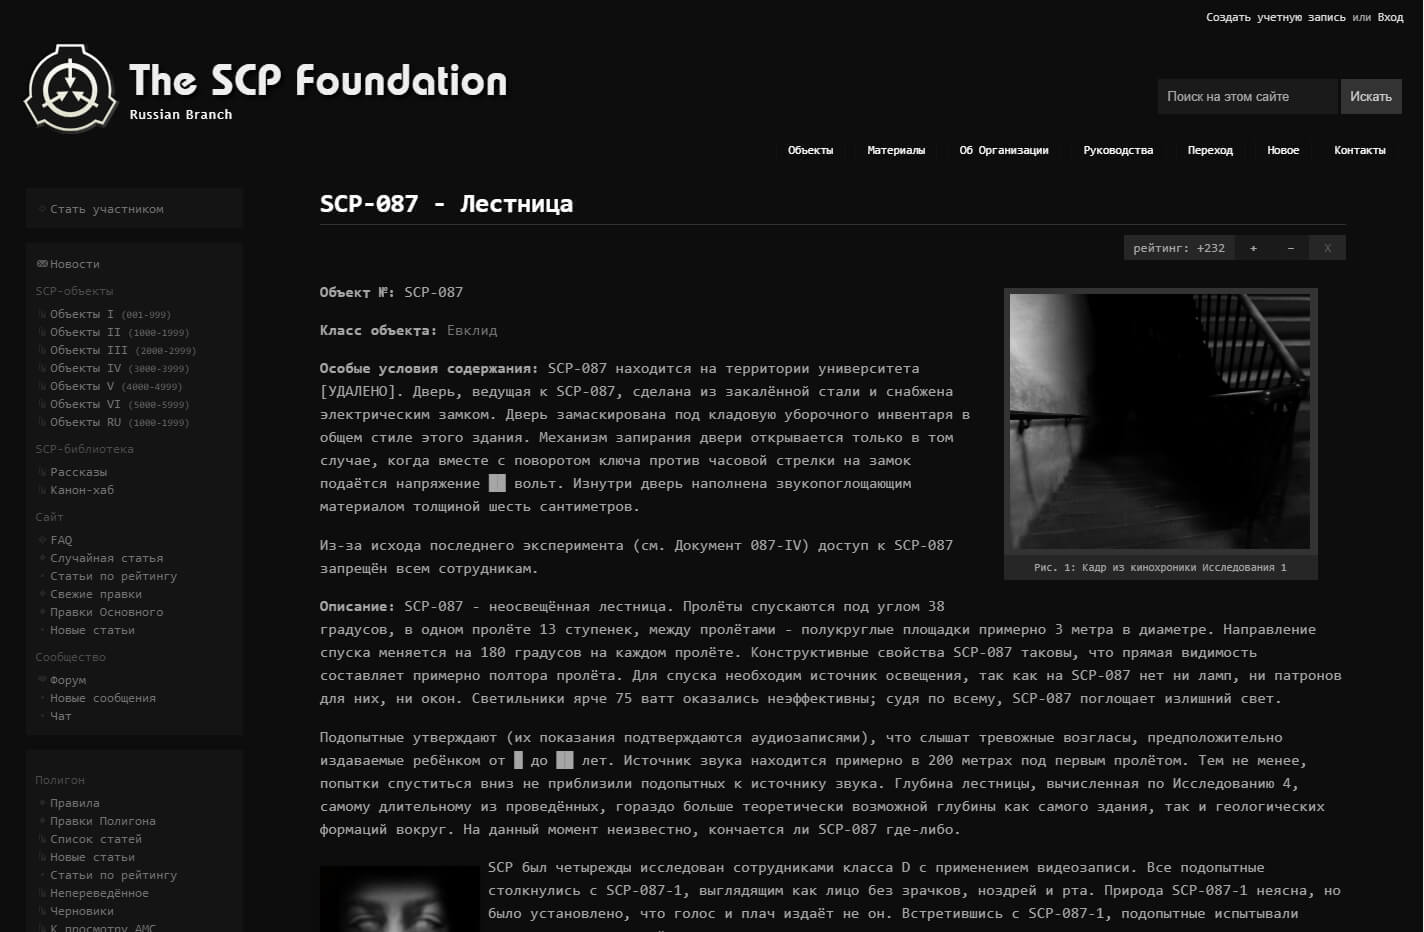 Создать учетную запись или Вход
The SCP Foundation
Russian Branch
Поиск на этом сайте
Искать
Объекты Материалы Об Организации Руководства Переход Новое Контакты
Стать участником
Новости
SCP-объекты
Объекты I (001-999)
Объекты II (1000-1999)
Объекты III (2000-2999)
Объекты IV (3000-3999)
Объекты V (4000-4999)
Объекты VI (5000-5999)
Объекты RU (1000-1999)
SCP-библиотека
Рассказы
Канон-хаб
Сайт
FAQ
Случайная статья
Статьи по рейтингу
Свежие правки
Правки Основного
Новые статьи
Сообщество
Форум
Новые сообщения
Чат
Полигон
Правила
Правки Полигона
Список статей
Новые статьи
Статьи по рейтингу
Непереведённое
Черновики
К просмотру АМС
SCP-087 - Лестница
рейтинг: +232 + – X
Объект №: SCP-087
Класс объекта: Евклид
Особые условия содержания: SCP-087 находится на территории университета
[УДАЛЕНО]. Дверь, ведущая к SCP-087, сделана из закалённой стали и снабжена
электрическим замком. Дверь замаскирована под кладовую уборочного инвентаря в
общем стиле этого здания. Механизм запирания двери открывается только в том
случае, когда вместе с поворотом ключа против часовой стрелки на замок
подаётся напряжение ██ вольт. Изнутри дверь наполнена звукопоглощающим
материалом толщиной шесть сантиметров.
Из-за исхода последнего эксперимента (см. Документ 087-IV) доступ к SCP-087
запрещён всем сотрудникам.
Рис. 1: Кадр из кинохроники Исследования 1
Описание: SCP-087 - неосвещённая лестница. Пролёты спускаются под углом 38
градусов, в одном пролёте 13 ступенек, между пролётами - полукруглые площадки примерно 3 метра в диаметре. Направление
спуска меняется на 180 градусов на каждом пролёте. Конструктивные свойства SCP-087 таковы, что прямая видимость
составляет примерно полтора пролёта. Для спуска необходим источник освещения, так как на SCP-087 нет ни ламп, ни патронов
для них, ни окон. Светильники ярче 75 ватт оказались неэффективны; судя по всему, SCP-087 поглощает излишний свет.
Подопытные утверждают (их показания подтверждаются аудиозаписями), что слышат тревожные возгласы, предположительно
издаваемые ребёнком от █ до ██ лет. Источник звука находится примерно в 200 метрах под первым пролётом. Тем не менее,
попытки спуститься вниз не приблизили подопытных к источнику звука. Глубина лестницы, вычисленная по Исследованию 4,
самому длительному из проведённых, гораздо больше теоретически возможной глубины как самого здания, так и геологических
формаций вокруг. На данный момент неизвестно, кончается ли SCP-087 где-либо.
SCP был четырежды исследован сотрудниками класса D с применением видеозаписи. Все подопытные
столкнулись с SCP-087-1, выглядящим как лицо без зрачков, ноздрей и рта. Природа SCP-087-1 неясна, но
было установлено, что голос и плач издаёт не он. Встретившись с SCP-087-1, подопытные испытывали